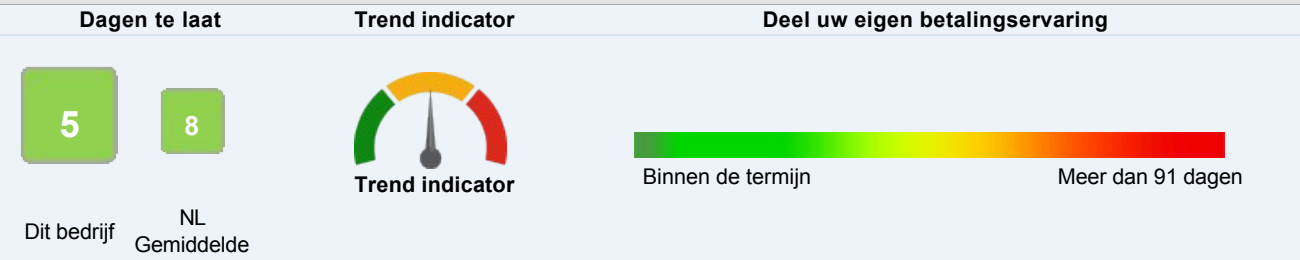 Dagen te laat
Trend indicator
Deel uw eigen betalingservaring
5
8
Trend indicator
Binnen de termijn
Meer dan 91 dagen
Dit bedrijf
NL
Gemiddelde